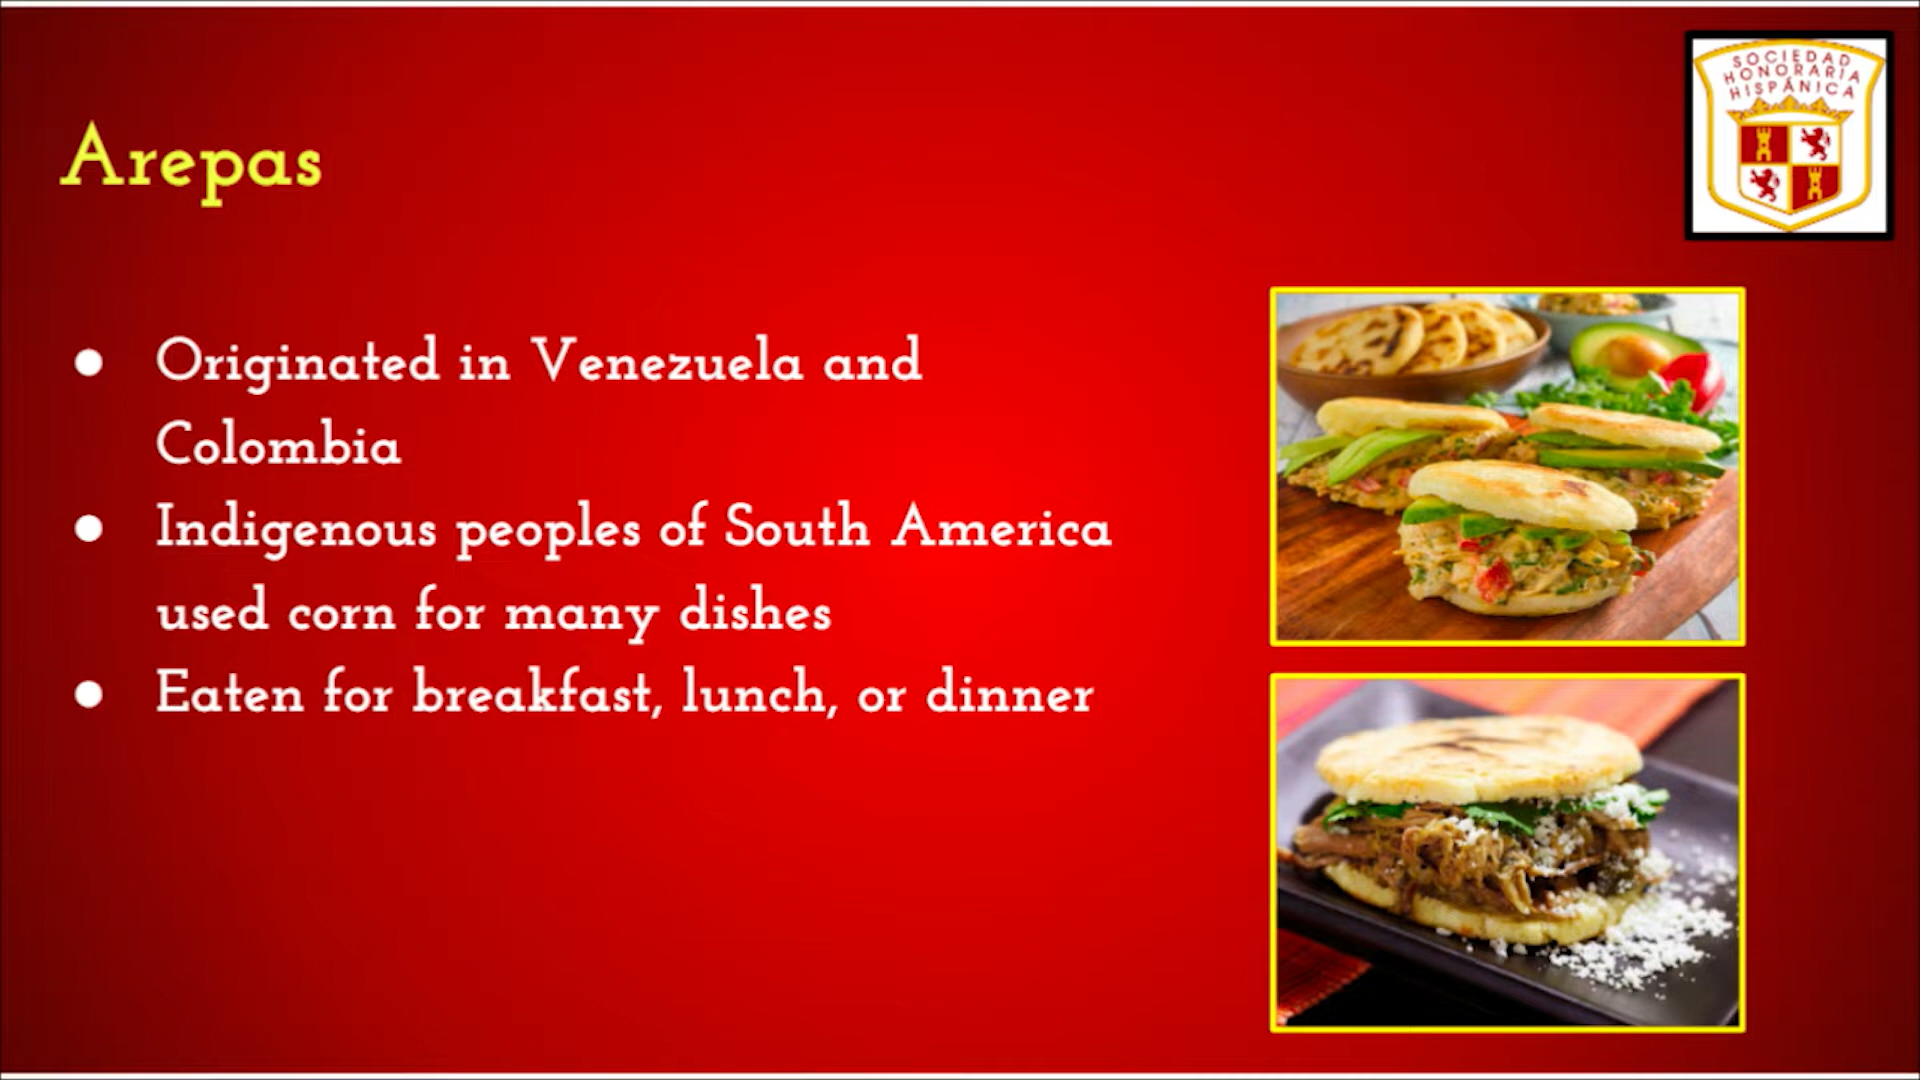 SOCIEDAD
HONORARIA
HISPÁNICA
Arepas
● Originated in Venezuela and
Colombia
● Indigenous peoples of South America
used corn for many dishes
● Eaten for breakfast, lunch, or dinner